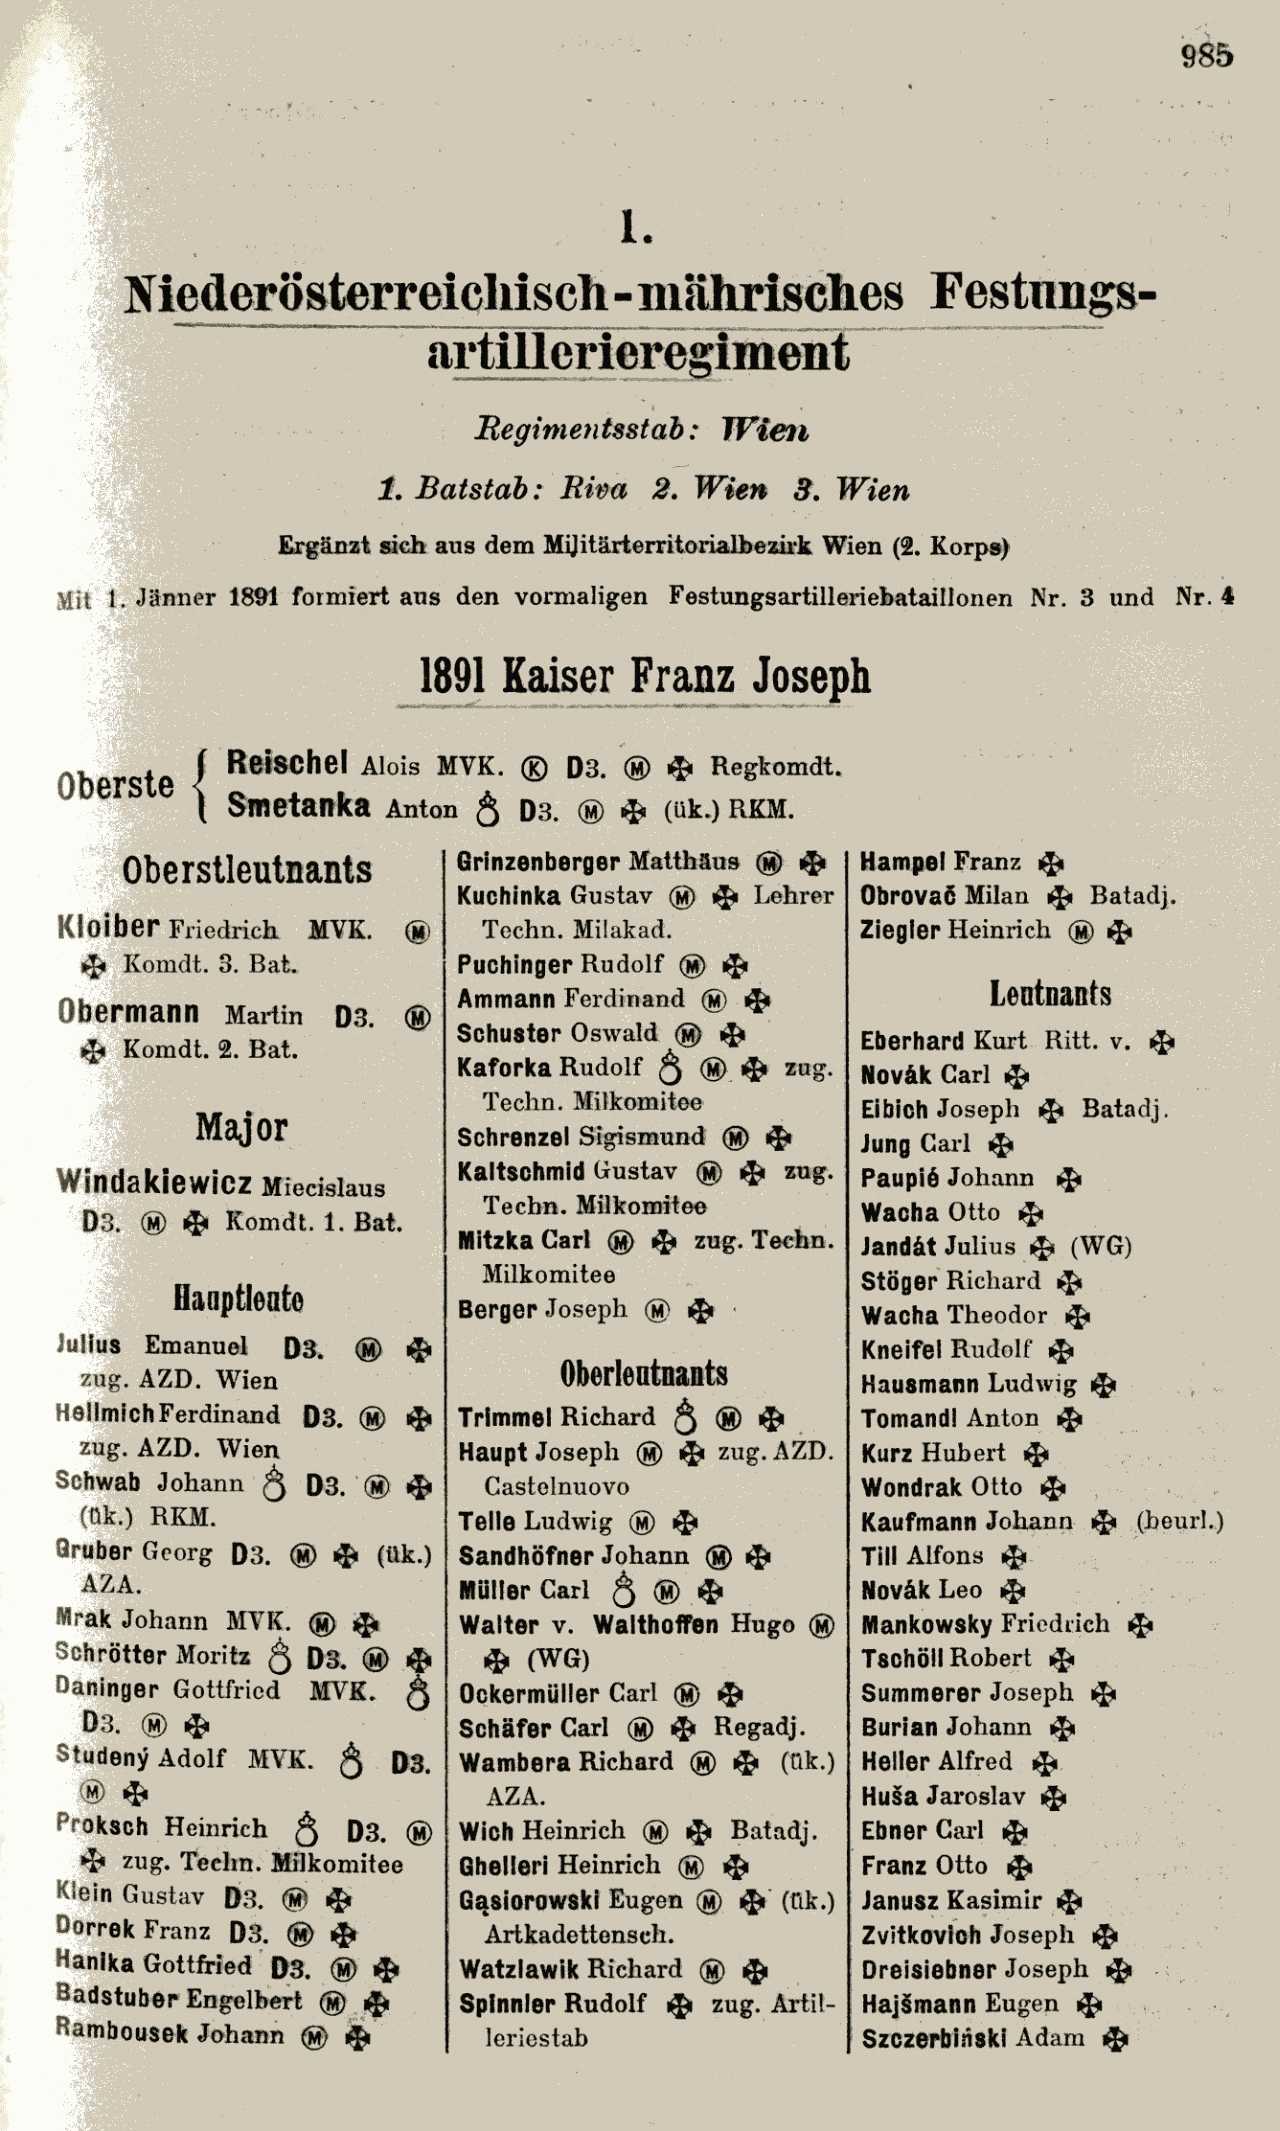 985
1.
Niederösterreichisch-mährisches Festungs-
artillerieregiment
Regimentsstab: Wien
1. Batstab: Riva 2. Wien 3. Wien
Ergänzt sich aus dem Militärterritorialbezirk Wien (2. Korps)
Mit 1. Jänner 1891 formiert aus den vormaligen Festungsartilleriebataillonen Nr. 3 und Nr. 4
1891 Kaiser Franz Joseph
Oberste { Reischel Alois MVK. Ⓚ D3. Ⓜ ✠ Regkomdt.
Smetanka Anton D3. Ⓜ ✠ (ük.) RKM.
Oberstleutnants
Kloiber Friedrich MVK. Ⓜ
✠ Komdt. 3. Bat.
Obermann Martin D3. Ⓜ
✠ Komdt. 2. Bat.
Major
Windakiewicz Miecislaus
D3. Ⓜ ✠ Komdt. 1. Bat.
Hauptleute
Julius Emanuel D3. Ⓜ ✠
zug. AZD. Wien
Hellmich Ferdinand D3. Ⓜ ✠
zug. AZD. Wien
Schwab Johann D3. Ⓜ ✠
(ük.) RKM.
Gruber Georg D3. Ⓜ ✠ (ük.)
AZA.
Mrak Johann MVK. Ⓜ ✠
Schrötter Moritz D3. Ⓜ ✠
Daninger Gottfried MVK.
D3. Ⓜ ✠
Studený Adolf MVK. D3.
Ⓜ ✠
Proksch Heinrich D3. Ⓜ
✠ zug. Techn. Milkomitee
Klein Gustav D3. Ⓜ ✠
Dorrek Franz D3. Ⓜ ✠
Hanika Gottfried D3. Ⓜ ✠
Badstuber Engelbert Ⓜ ✠
Rambousek Johann Ⓜ ✠
Grinzenberger Matthäus Ⓜ ✠
Kuchinka Gustav Ⓜ ✠ Lehrer
Techn. Milakad.
Puchinger Rudolf Ⓜ ✠
Ammann Ferdinand Ⓜ ✠
Schuster Oswald Ⓜ ✠
Kaforka Rudolf Ⓜ ✠ zug.
Techn. Milkomitee
Schrenzel Sigismund Ⓜ ✠
Kaltschmid Gustav Ⓜ ✠ zug.
Techn. Milkomitee
Mitzka Carl Ⓜ ✠ zug. Techn.
Milkomitee
Berger Joseph Ⓜ ✠
Oberleutnants
Trimmel Richard Ⓜ ✠
Haupt Joseph Ⓜ ✠ zug. AZD.
Castelnuovo
Telle Ludwig Ⓜ ✠
Sandhöfner Johann Ⓜ ✠
Müller Carl Ⓜ ✠
Walter v. Walthoffen Hugo Ⓜ
✠ (WG)
Ockermüller Carl Ⓜ ✠
Schäfer Carl Ⓜ ✠ Regadj.
Wambera Richard Ⓜ ✠ (ük.)
AZA.
Wich Heinrich Ⓜ ✠ Batadj.
Ghelleri Heinrich Ⓜ ✠
Gąsiorowski Eugen Ⓜ ✠ (ük.)
Artkadettensch.
Watzlawik Richard Ⓜ ✠
Spinnler Rudolf ✠ zug. Artil-
leriestab
Hampel Franz ✠
Obrovač Milan ✠ Batadj.
Ziegler Heinrich Ⓜ ✠
Leutnants
Eberhard Kurt Ritt. v. ✠
Novák Carl ✠
Eibich Joseph ✠ Batadj.
Jung Carl ✠
Paupié Johann ✠
Wacha Otto ✠
Jandát Julius ✠ (WG)
Stöger Richard ✠
Wacha Theodor ✠
Kneifel Rudolf ✠
Hausmann Ludwig ✠
Tomandl Anton ✠
Kurz Hubert ✠
Wondrak Otto ✠
Kaufmann Johann ✠ (beurl.)
Till Alfons ✠
Novák Leo ✠
Mankowsky Friedrich ✠
Tschöll Robert ✠
Summerer Joseph ✠
Burian Johann ✠
Heller Alfred ✠
Huša Jaroslav ✠
Ebner Carl ✠
Franz Otto ✠
Janusz Kasimir ✠
Zvitkovich Joseph ✠
Dreisiebner Joseph ✠
Hajšmann Eugen ✠
Szczerbiński Adam ✠